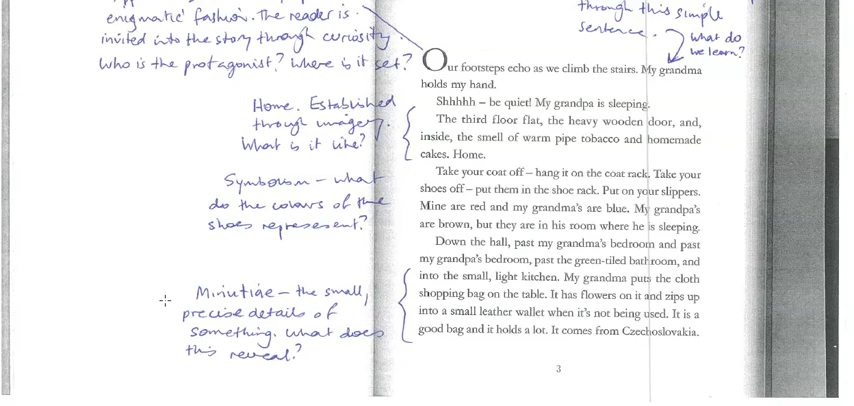 enigmatic' fashion. The reader is
invited into the story through curiosity.
Who is the protagonist? Where is it set?
through this simple
sentence.
What do
we learn?
Home. Established
through imagery.
What is it like?
Symbolism – what
do the colours of the
shoes represent?
Minutiae – the small,
precise details of
something. What does
this reveal?
Our footsteps echo as we climb the stairs. My grandma
holds my hand.
Shhhhh – be quiet! My grandpa is sleeping.
The third floor flat, the heavy wooden door, and,
inside, the smell of warm pipe tobacco and homemade
cakes. Home.
Take your coat off – hang it on the coat rack. Take your
shoes off – put them in the shoe rack. Put on your slippers.
Mine are red and my grandma's are blue. My grandpa's
are brown, but they are in his room where he is sleeping.
Down the hall, past my grandma's bedroom and past
my grandpa's bedroom, past the green-tiled bathroom, and
into the small, light kitchen. My grandma puts the cloth
shopping bag on the table. It has flowers on it and zips up
into a small leather wallet when it's not being used. It is a
good bag and it holds a lot. It comes from Czechoslovakia.
3